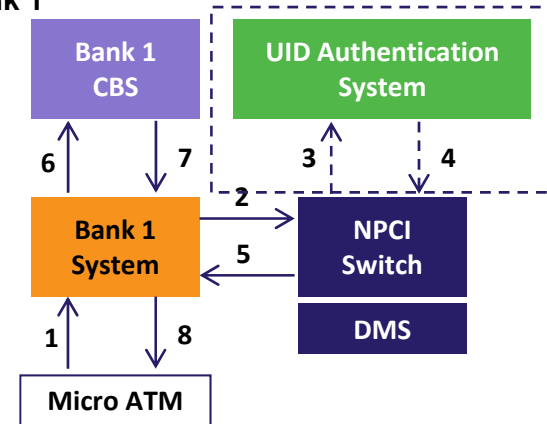 Bank 1
CBS
UID Authentication
System
6
7
3
4
2
Bank 1
System
NPCI
Switch
5
1
8
DMS
Micro ATM